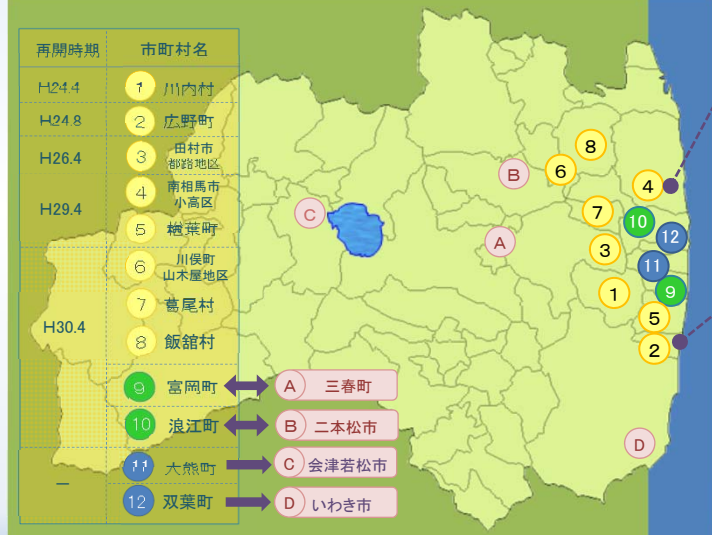 再開時期 市町村名
H24.4 1 川内村
H24.8 2 広野町
H26.4 3 田村市
都路地区
H29.4 4 南相馬市
小高区
5 楢葉町
H30.4 6 川俣町
山木屋地区
7 葛尾村
8 飯舘村
9 富岡町 A 三春町
10 浪江町 B 二本松市
― 11 大熊町 C 会津若松市
12 双葉町 D いわき市
8
B 6
4
C 7 10
A 12
3 11
1 9
5
2
D